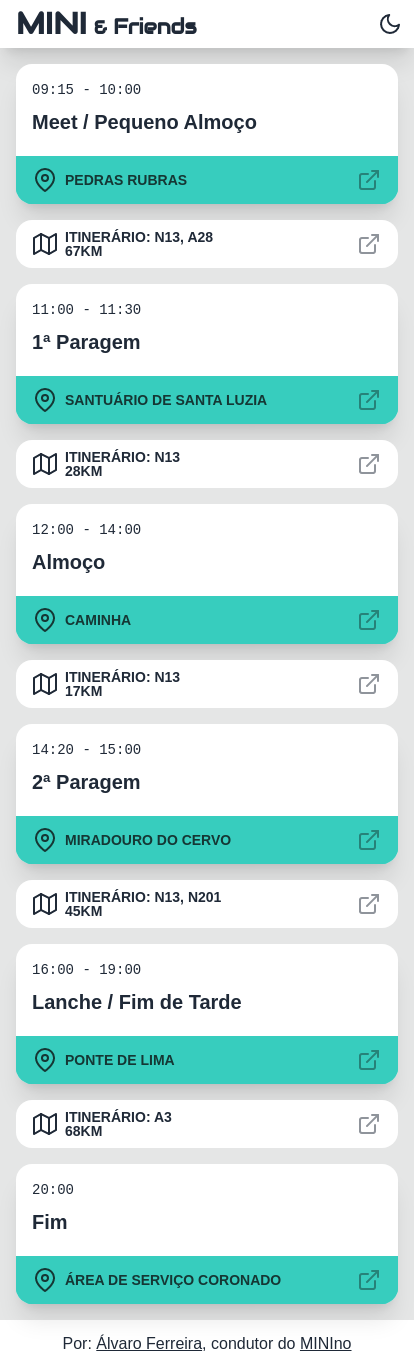 MINI & Friends
09:15 - 10:00
Meet / Pequeno Almoço
PEDRAS RUBRAS
ITINERÁRIO: N13, A28
67KM
11:00 - 11:30
1ª Paragem
SANTUÁRIO DE SANTA LUZIA
ITINERÁRIO: N13
28KM
12:00 - 14:00
Almoço
CAMINHA
ITINERÁRIO: N13
17KM
14:20 - 15:00
2ª Paragem
MIRADOURO DO CERVO
ITINERÁRIO: N13, N201
45KM
16:00 - 19:00
Lanche / Fim de Tarde
PONTE DE LIMA
ITINERÁRIO: A3
68KM
20:00
Fim
ÁREA DE SERVIÇO CORONADO
Por: Álvaro Ferreira, condutor do MINIno